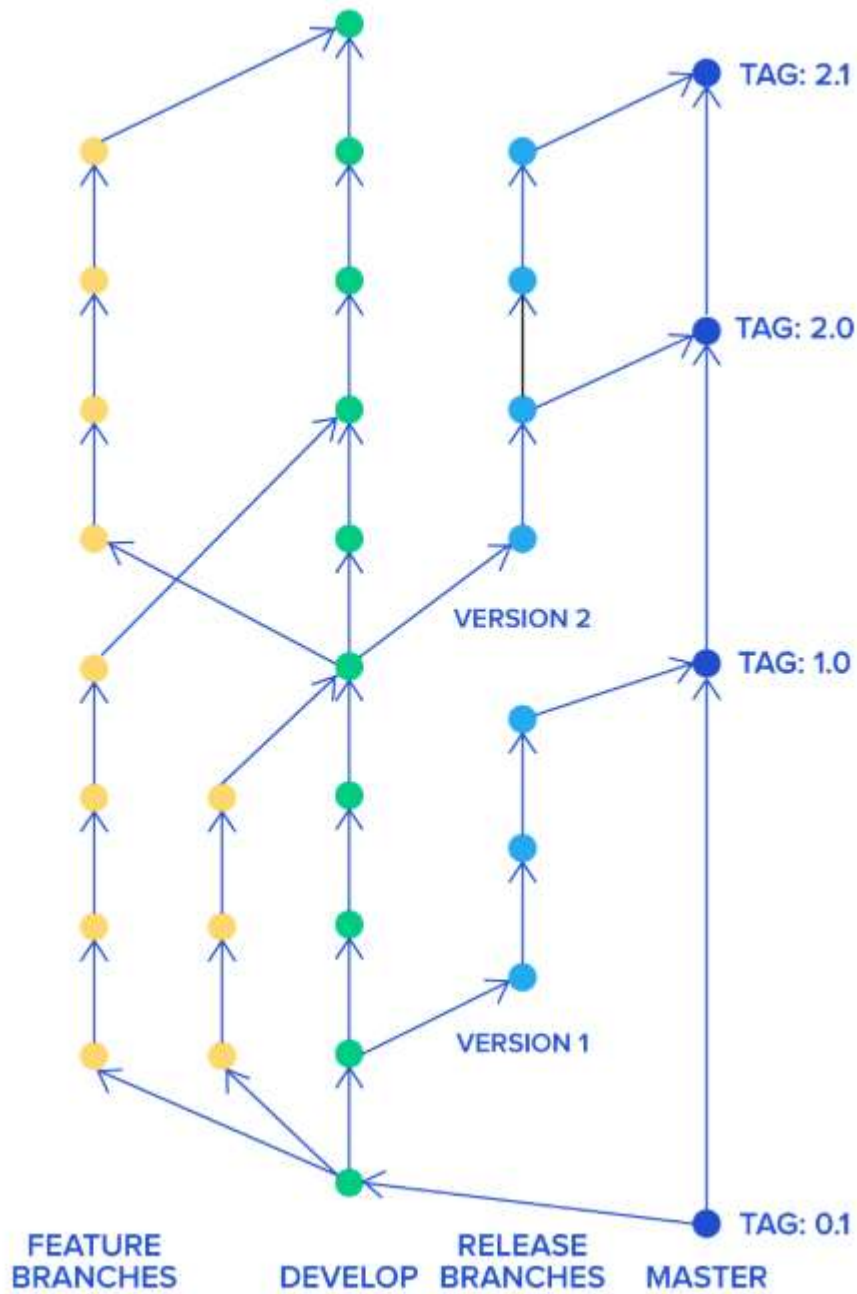 TAG: 2.1
TAG: 2.0
VERSION 2
TAG: 1.0
VERSION 1
TAG: 0.1
FEATURE
BRANCHES
DEVELOP
RELEASE
BRANCHES
MASTER